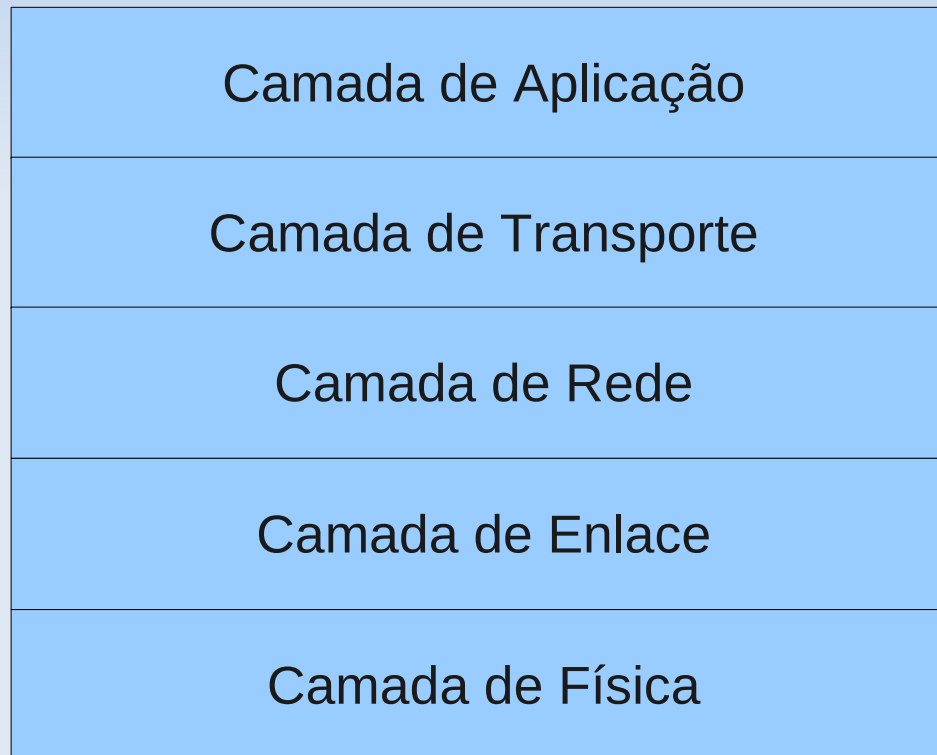 Camada de Aplicação
Camada de Transporte
Camada de Rede
Camada de Enlace
Camada de Física